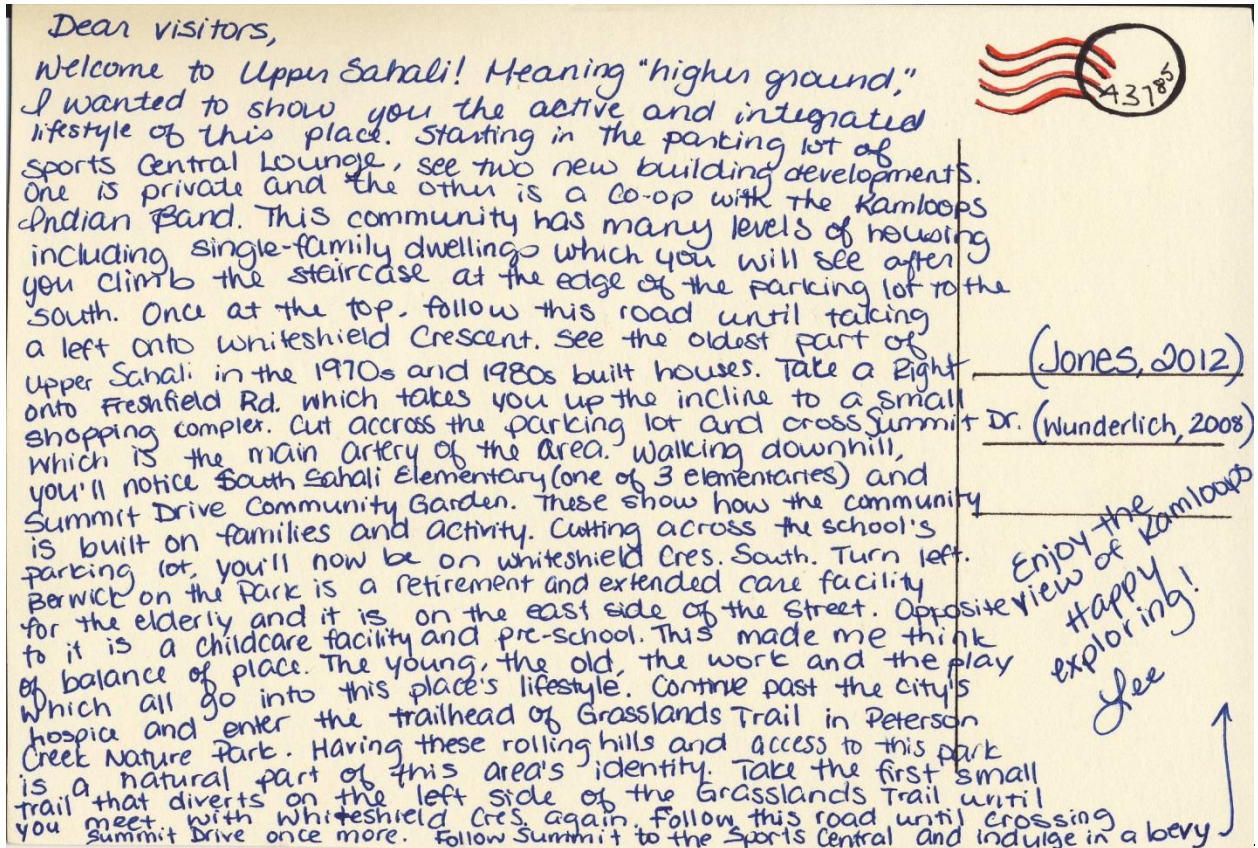 Dear visitors,
Welcome to Upper Sahali! Meaning "higher ground,"
I wanted to show you the active and integrated
lifestyle of this place. Starting in the parking lot of
Sports Central Lounge, see two new building developments.
One is private and the other is a co-op with the Kamloops
Indian Band. This community has many levels of housing
including single-family dwellings which you will see after
you climb the staircase at the edge of the parking lot to the
south. Once at the top, follow this road until taking
a left onto Whiteshield Crescent. See the oldest part of
Upper Sahali in the 1970s and 1980s built houses. Take a Right
onto Freshfield Rd. which takes you up the incline to a small
shopping complex. Cut accross the parking lot and cross Summit Dr.
which is the main artery of the area. Walking downhill,
you'll notice South Sahali Elementary (one of 3 elementaries) and
Summit Drive Community Garden. These show how the community
is built on families and activity. Cutting across the school's
parking lot, you'll now be on Whiteshield Cres. South. Turn left.
Berwick on the Park is a retirement and extended care facility
for the elderly and it is on the east side of the street. Opposite
to it is a childcare facility and pre-school. This made me think
of balance of place. The young, the old, the work and the play
which all go into this place's lifestyle. Continue past the city's
hospice and enter the trailhead of Grasslands Trail in Peterson
Creek Nature Park. Having these rolling hills and access to this park
is a natural part of this area's identity. Take the first small
trail that diverts on the left side of the Grasslands Trail until
you meet with Whiteshield Cres. again. Follow this road until crossing
Summit Drive once more. Follow Summit to the Sports Central and indulge in a bevy
43785
(Jones, 2012)
(Wunderlich, 2008)
Enjoy the
view of Kamloops
Happy
exploring!
Lee